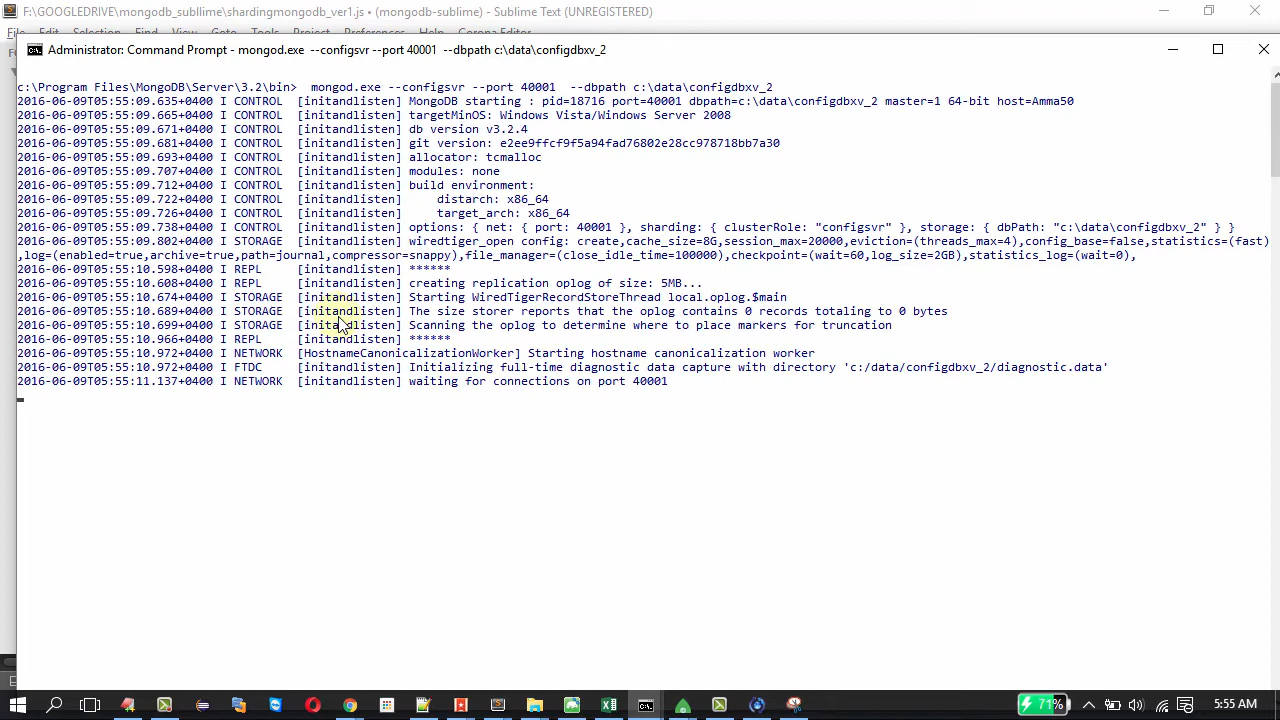 F:\GOOGLEDRIVE\mongodb_subllime\shardingmongodb_ver1.js • (mongodb-sublime) - Sublime Text (UNREGISTERED)
File Edit Selection Find View Goto Tools Project Preferences Help Corona Editor
Administrator: Command Prompt - mongod.exe --configsvr --port 40001 --dbpath c:\data\configdbxv_2
c:\Program Files\MongoDB\Server\3.2\bin> mongod.exe --configsvr --port 40001 --dbpath c:\data\configdbxv_2
2016-06-09T05:55:09.635+0400 I CONTROL [initandlisten] MongoDB starting : pid=18716 port=40001 dbpath=c:\data\configdbxv_2 master=1 64-bit host=Amma50
2016-06-09T05:55:09.665+0400 I CONTROL [initandlisten] targetMinOS: Windows Vista/Windows Server 2008
2016-06-09T05:55:09.671+0400 I CONTROL [initandlisten] db version v3.2.4
2016-06-09T05:55:09.681+0400 I CONTROL [initandlisten] git version: e2ee9ffcf9f5a94fad76802e28cc978718bb7a30
2016-06-09T05:55:09.693+0400 I CONTROL [initandlisten] allocator: tcmalloc
2016-06-09T05:55:09.707+0400 I CONTROL [initandlisten] modules: none
2016-06-09T05:55:09.712+0400 I CONTROL [initandlisten] build environment:
2016-06-09T05:55:09.722+0400 I CONTROL [initandlisten] distarch: x86_64
2016-06-09T05:55:09.726+0400 I CONTROL [initandlisten] target_arch: x86_64
2016-06-09T05:55:09.738+0400 I CONTROL [initandlisten] options: { net: { port: 40001 }, sharding: { clusterRole: "configsvr" }, storage: { dbPath: "c:\data\configdbxv_2" } }
2016-06-09T05:55:09.802+0400 I STORAGE [initandlisten] wiredtiger_open config: create,cache_size=8G,session_max=20000,eviction=(threads_max=4),config_base=false,statistics=(fast)
,log=(enabled=true,archive=true,path=journal,compressor=snappy),file_manager=(close_idle_time=100000),checkpoint=(wait=60,log_size=2GB),statistics_log=(wait=0),
2016-06-09T05:55:10.598+0400 I REPL [initandlisten] ******
2016-06-09T05:55:10.608+0400 I REPL [initandlisten] creating replication oplog of size: 5MB...
2016-06-09T05:55:10.674+0400 I STORAGE [initandlisten] Starting WiredTigerRecordStoreThread local.oplog.$main
2016-06-09T05:55:10.689+0400 I STORAGE [initandlisten] The size storer reports that the oplog contains 0 records totaling to 0 bytes
2016-06-09T05:55:10.699+0400 I STORAGE [initandlisten] Scanning the oplog to determine where to place markers for truncation
2016-06-09T05:55:10.966+0400 I REPL [initandlisten] ******
2016-06-09T05:55:10.972+0400 I NETWORK [HostnameCanonicalizationWorker] Starting hostname canonicalization worker
2016-06-09T05:55:10.972+0400 I FTDC [initandlisten] Initializing full-time diagnostic data capture with directory 'c:/data/configdbxv_2/diagnostic.data'
2016-06-09T05:55:11.137+0400 I NETWORK [initandlisten] waiting for connections on port 40001
71%
5:55 AM